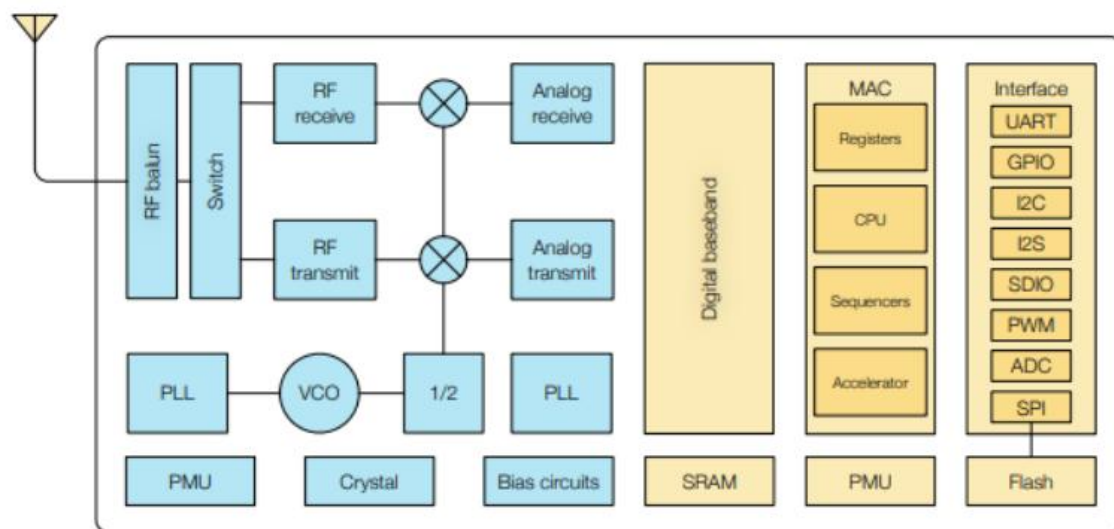 RF balun
Switch
RF
receive
Analog
receive
RF
transmit
Analog
transmit
PLL
VCO
1/2
PLL
PMU
Crystal
Bias circuits
Digital baseband
SRAM
MAC
Registers
CPU
Sequencers
Accelerator
PMU
Interface
UART
GPIO
I2C
I2S
SDIO
PWM
ADC
SPI
Flash